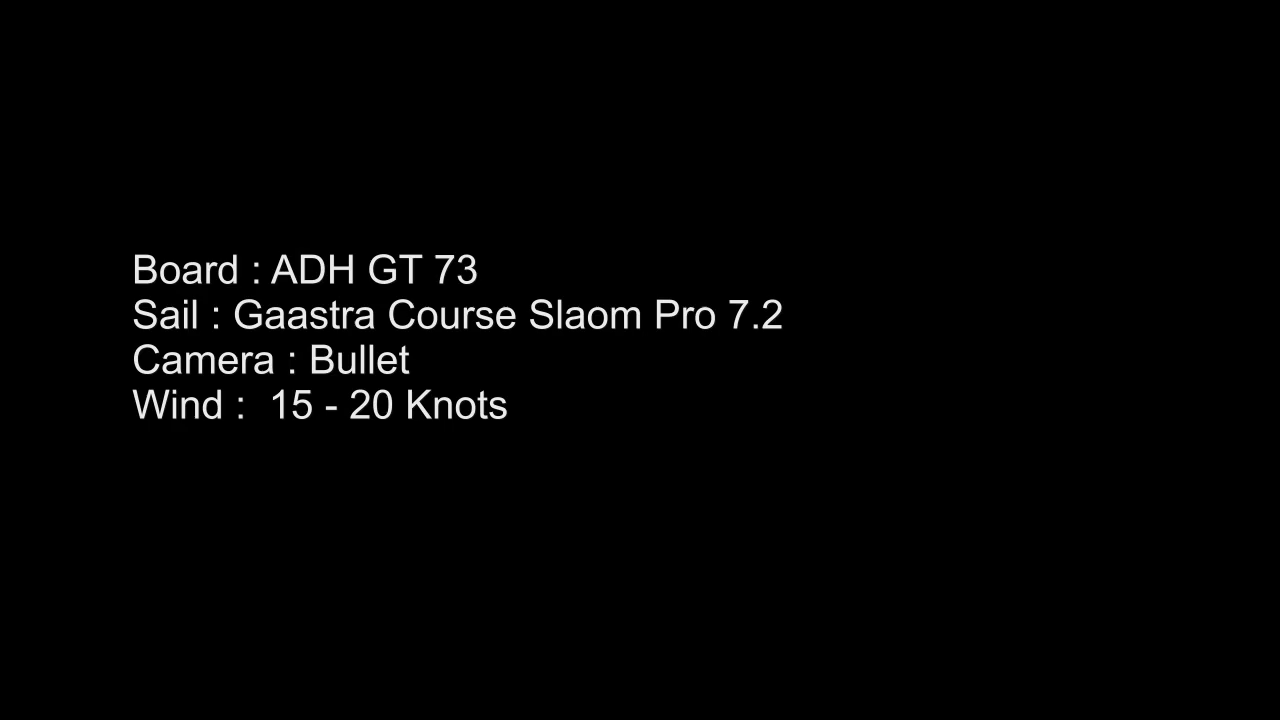 Board : ADH GT 73
Sail : Gaastra Course Slaom Pro 7.2
Camera : Bullet
Wind :  15 - 20 Knots